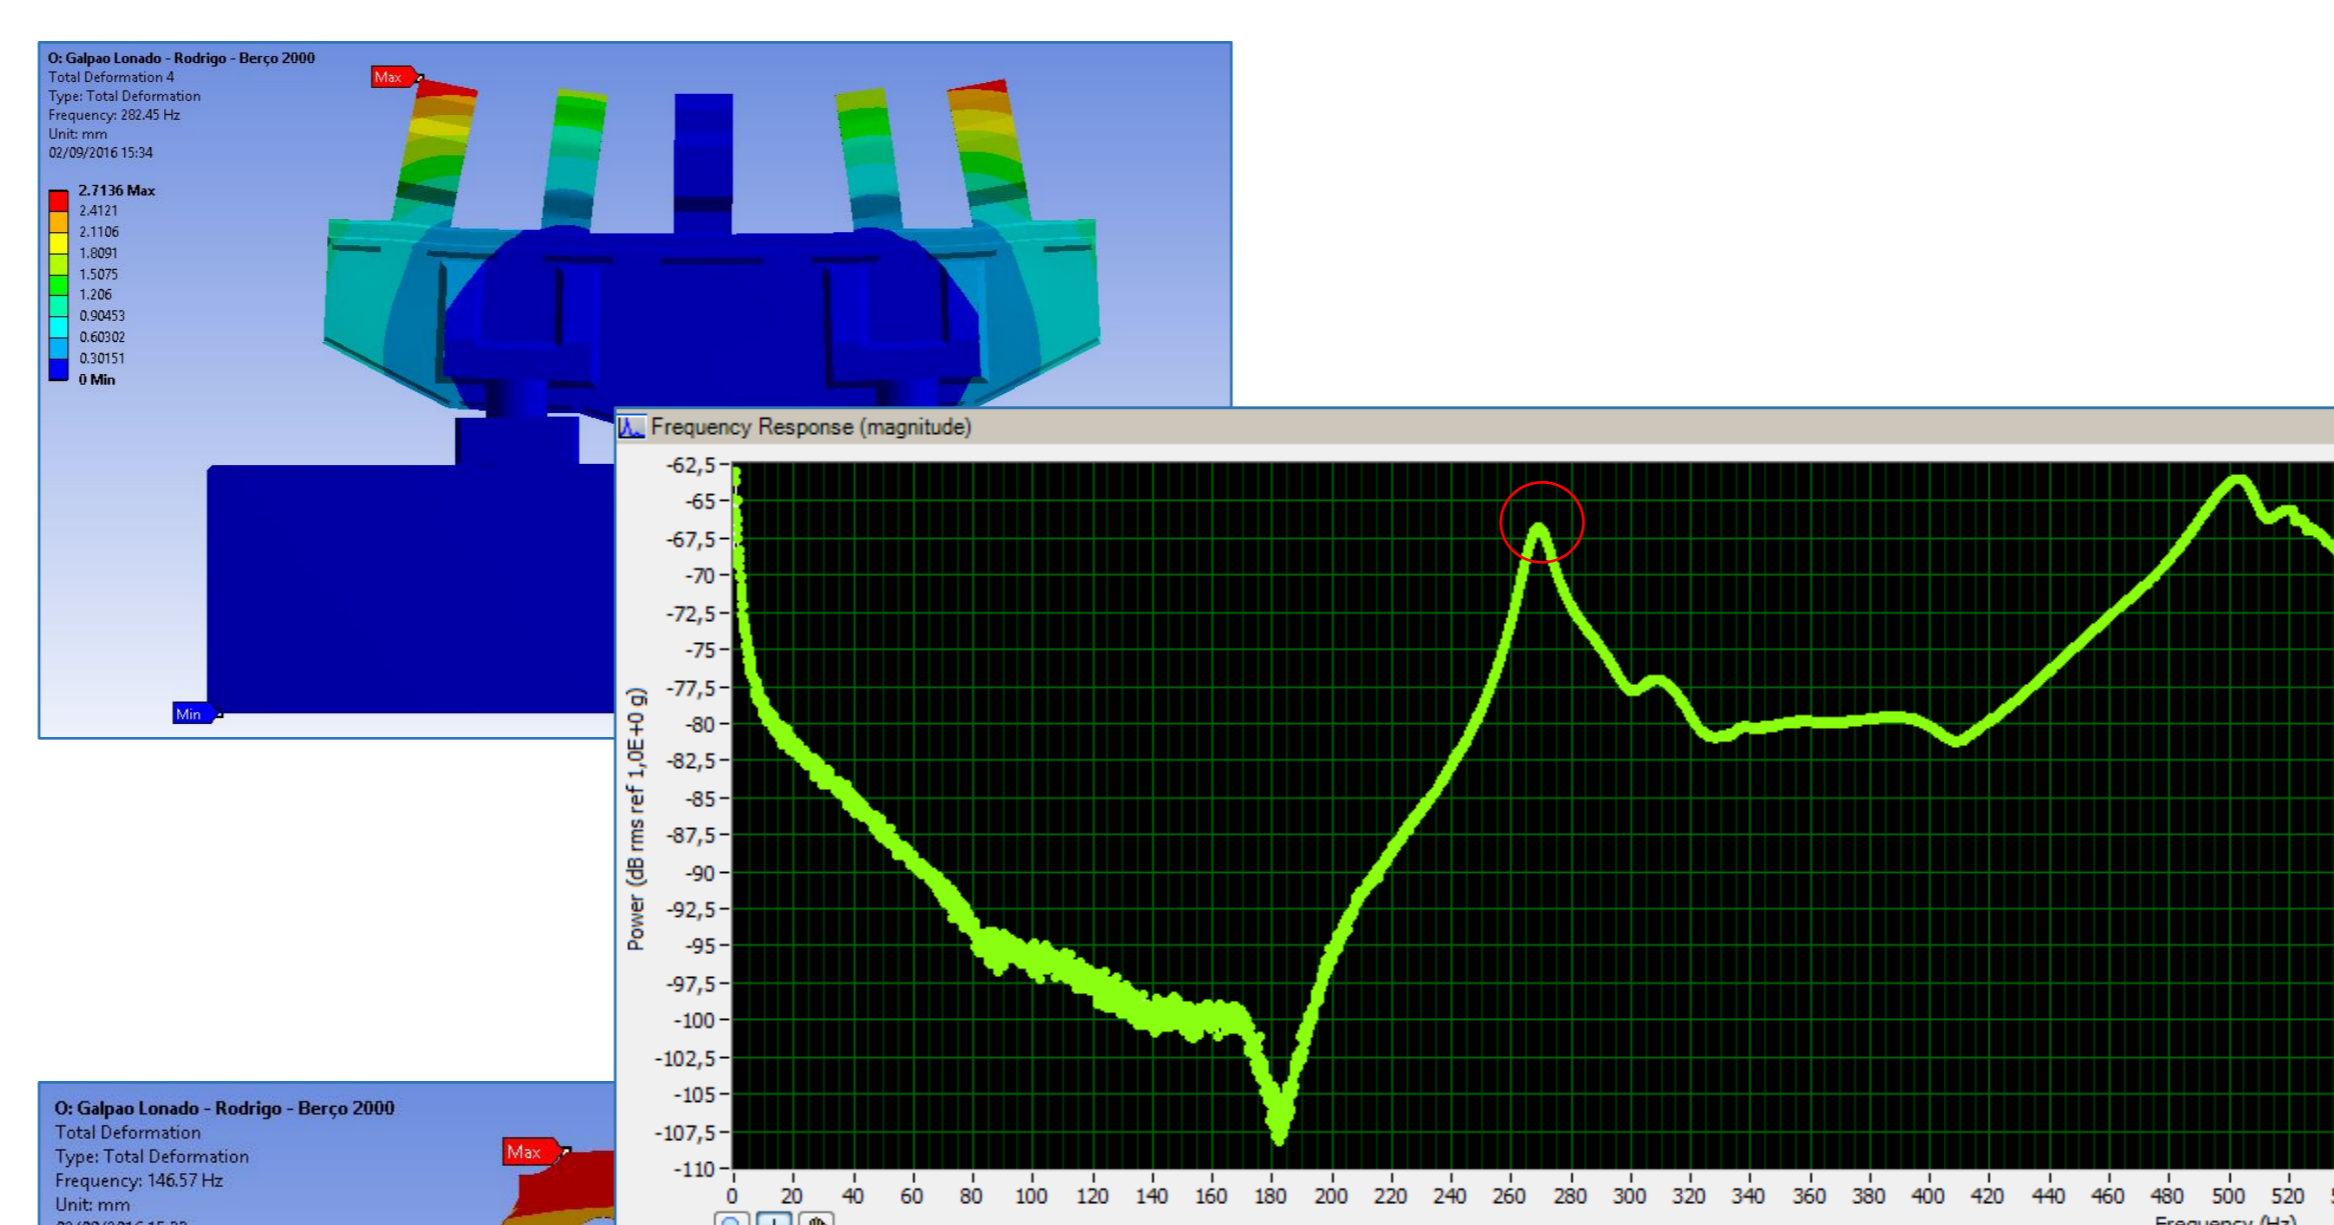 O: Galpao Lonado - Rodrigo - Berço 2000
Total Deformation 4
Type: Total Deformation
Frequency: 282.45 Hz
Unit: mm
02/09/2016 15:34
Max
2.7136 Max
2.4121
2.1106
1.8091
1.5075
1.206
0.90453
0.60302
0.30151
0 Min
Min
Frequency Response (magnitude)
Power (dB rms ref 1,0E+0 g)
-62,5
-65
-67,5
-70
-72,5
-75
-77,5
-80
-82,5
-85
-87,5
-90
-92,5
-95
-97,5
-100
-102,5
-105
-107,5
-110
0 20 40 60 80 100 120 140 160 180 200 220 240 260 280 300 320 340 360 380 400 420 440 460 480 500 520
Frequency (Hz)
O: Galpao Lonado - Rodrigo - Berço 2000
Total Deformation
Type: Total Deformation
Frequency: 146.57 Hz
Unit: mm
Max